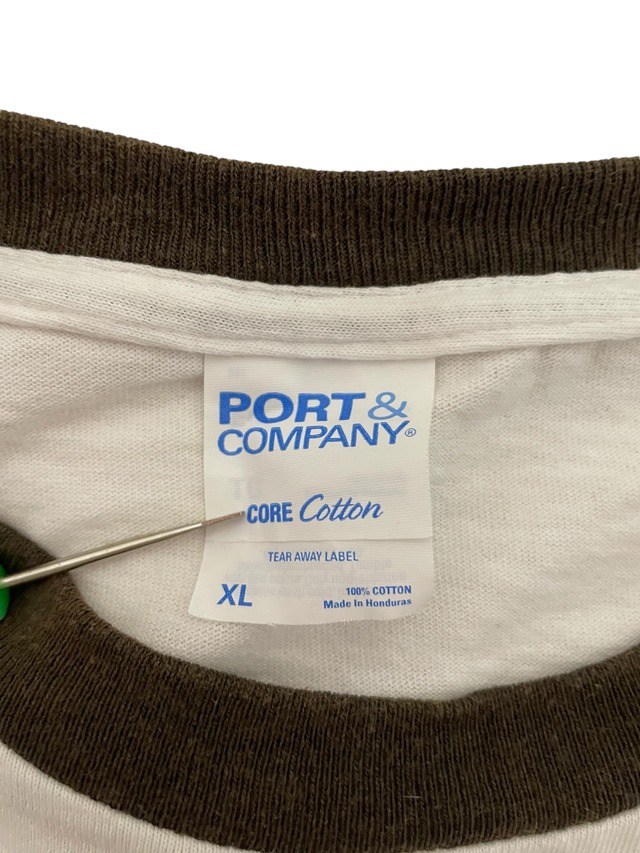 PORT &
COMPANY®
CORE Cotton
TEAR AWAY LABEL
XL
100% COTTON
Made In Honduras